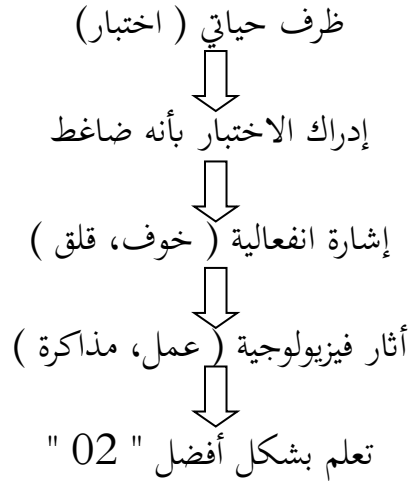 ظرف حياتي ( اختبار)
إدراك الاختبار بأنه ضاغط
إشارة انفعالية ( خوف، قلق )
أثار فيزيولوجية ( عمل، مذاكرة )
تعلم بشكل أفضل " 02 "